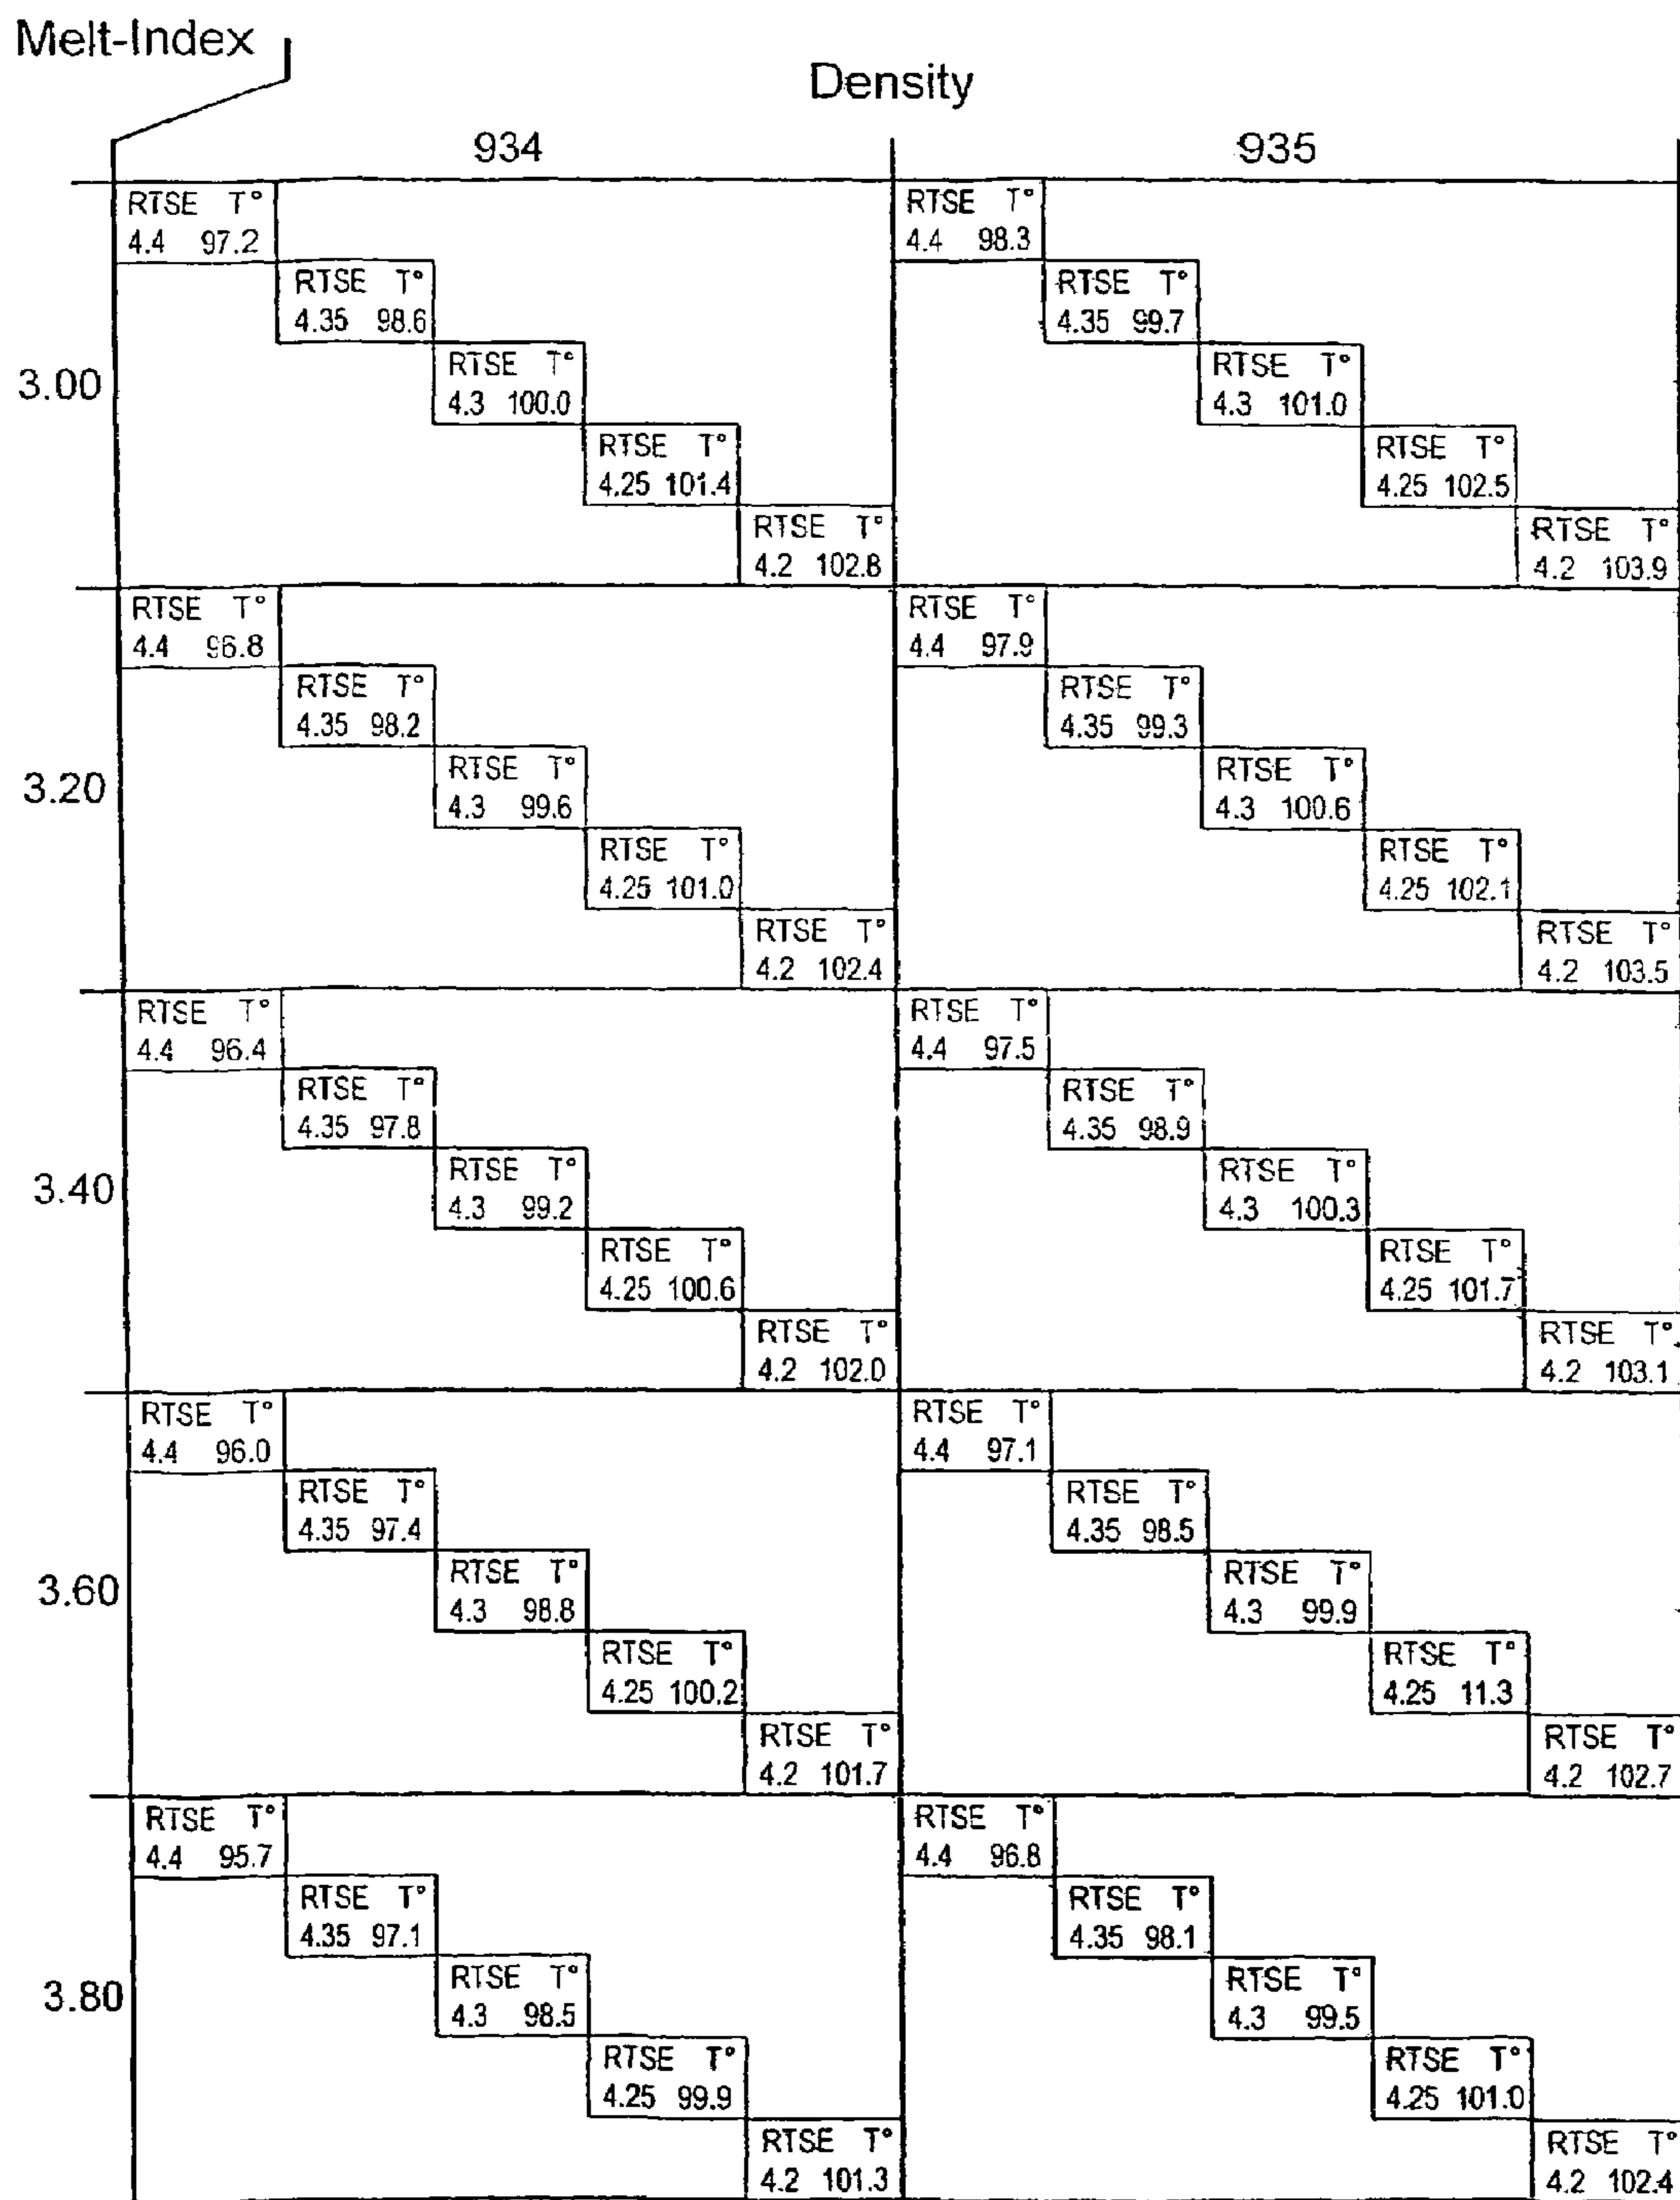 Melt-Index
Density
934 935
RTSE T° RTSE T°
4.4 97.2 4.4 98.3
RTSE T° RTSE T°
4.35 98.6 4.35 99.7
RTSE T° RTSE T°
3.00 4.3 100.0 4.3 101.0
RTSE T° RTSE T°
4.25 101.4 4.25 102.5
RTSE T° RTSE T°
4.2 102.8 4.2 103.9
RTSE T° RTSE T°
4.4 96.8 4.4 97.9
RTSE T° RTSE T°
4.35 98.2 4.35 99.3
RTSE T° RTSE T°
3.20 4.3 99.6 4.3 100.6
RTSE T° RTSE T°
4.25 101.0 4.25 102.1
RTSE T° RTSE T°
4.2 102.4 4.2 103.5
RTSE T° RTSE T°
4.4 96.4 4.4 97.5
RTSE T° RTSE T°
4.35 97.8 4.35 98.9
RTSE T° RTSE T°
3.40 4.3 99.2 4.3 100.3
RTSE T° RTSE T°
4.25 100.6 4.25 101.7
RTSE T° RTSE T°
4.2 102.0 4.2 103.1
RTSE T° RTSE T°
4.4 96.0 4.4 97.1
RTSE T° RTSE T°
4.35 97.4 4.35 98.5
RTSE T° RTSE T°
3.60 4.3 98.8 4.3 99.9
RTSE T° RTSE T°
4.25 100.2 4.25 11.3
RTSE T° RTSE T°
4.2 101.7 4.2 102.7
RTSE T° RTSE T°
4.4 95.7 4.4 96.8
RTSE T° RTSE T°
4.35 97.1 4.35 98.1
RTSE T° RTSE T°
3.80 4.3 98.5 4.3 99.5
RTSE T° RTSE T°
4.25 99.9 4.25 101.0
RTSE T° RTSE T°
4.2 101.3 4.2 102.4